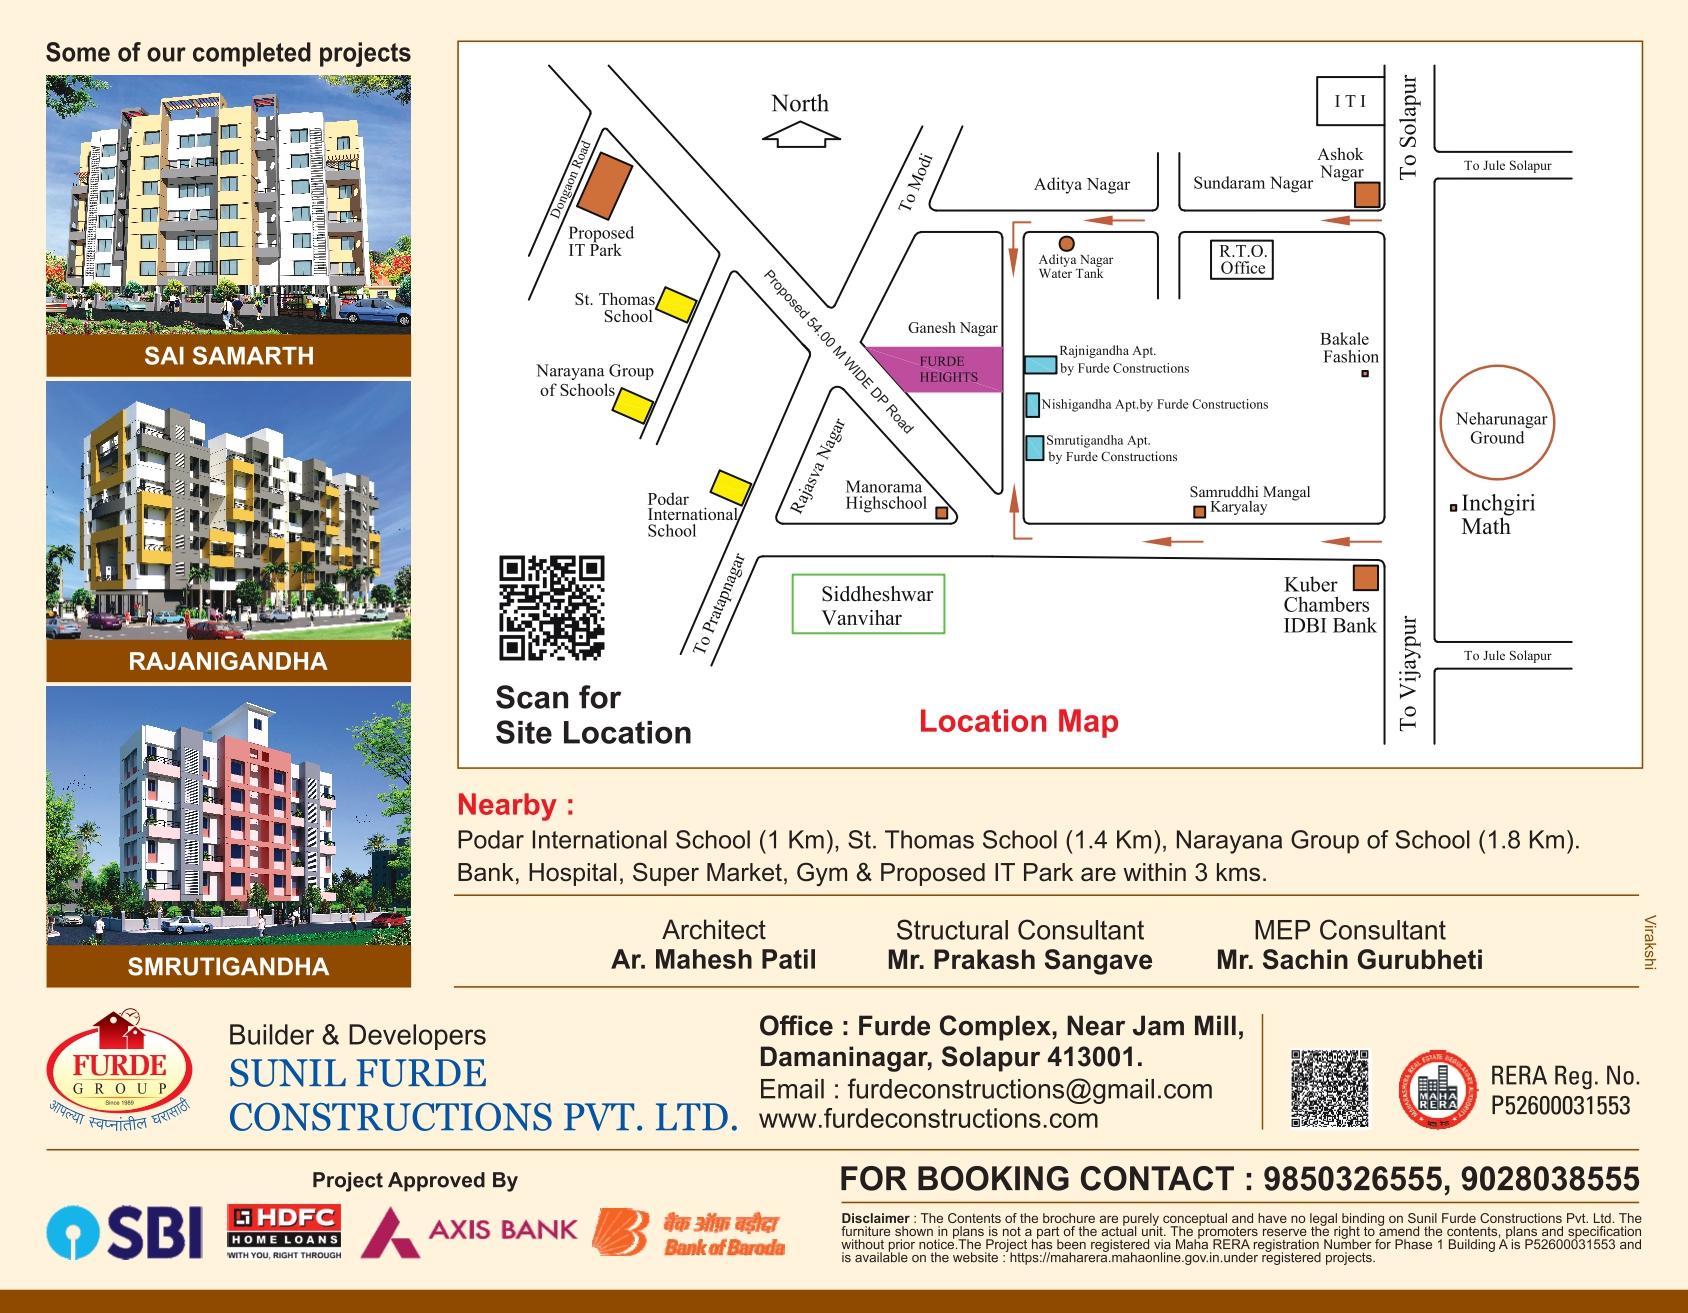 Some of our completed projects
SAI SAMARTH
RAJANIGANDHA
SMRUTIGANDHA
North
Dongaon Road
Proposed
IT Park
St. Thomas
School
Narayana Group
of Schools
Podar
International
School
To Pratapnagar
Proposed 54.00 M WIDE DP Road
To Modi
Rajasva Nagar
Manorama
Highschool
Siddheshwar
Vanvihar
Ganesh Nagar
FURDE
HEIGHTS
Aditya Nagar
Aditya Nagar
Water Tank
Sundaram Nagar
Ashok
Nagar
I T I
R.T.O.
Office
Rajnigandha Apt.
by Furde Constructions
Nishigandha Apt.by Furde Constructions
Smrutigandha Apt.
by Furde Constructions
Bakale
Fashion
Samruddhi Mangal
Karyalay
Kuber
Chambers
IDBI Bank
To Solapur
To Vijaypur
To Jule Solapur
Neharunagar
Ground
Inchgiri
Math
To Jule Solapur
Scan for
Site Location
Location Map
Nearby :
Podar International School (1 Km), St. Thomas School (1.4 Km), Narayana Group of School (1.8 Km).
Bank, Hospital, Super Market, Gym & Proposed IT Park are within 3 kms.
Architect
Ar. Mahesh Patil
Structural Consultant
Mr. Prakash Sangave
MEP Consultant
Mr. Sachin Gurubheti
Virakshi
FURDE
GROUP
Since 1989
आपल्या स्वप्नांतील घरासाठी
Builder & Developers
SUNIL FURDE
CONSTRUCTIONS PVT. LTD.
Office : Furde Complex, Near Jam Mill,
Damaninagar, Solapur 413001.
Email : furdeconstructions@gmail.com
www.furdeconstructions.com
MAHARASHTRA REAL ESTATE REGULATORY AUTHORITY
MAHA
RERA
RERA Reg. No.
P52600031553
Project Approved By
SBI
HDFC
HOME LOANS
WITH YOU, RIGHT THROUGH
AXIS BANK
बैंक ऑफ़ बड़ौदा
Bank of Baroda
FOR BOOKING CONTACT : 9850326555, 9028038555
Disclaimer : The Contents of the brochure are purely conceptual and have no legal binding on Sunil Furde Constructions Pvt. Ltd. The
furniture shown in plans is not a part of the actual unit. The promoters reserve the right to amend the contents, plans and specification
without prior notice.The Project has been registered via Maha RERA registration Number for Phase 1 Building A is P52600031553 and
is available on the website : https://maharera.mahaonline.gov.in.under registered projects.